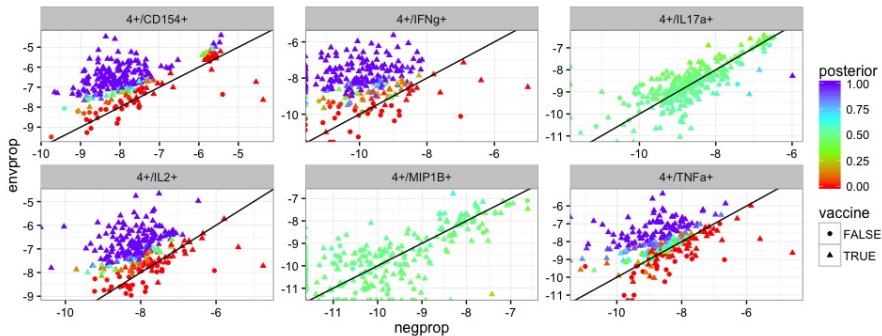 4+/CD154+ 4+/IFNg+ 4+/IL17a+
-5 -6 -7 -8 -9
-6 -8 -10
-7 -8 -9 -10 -11
-10 -9 -8 -7 -6 -5
-10 -8 -6
-10 -8 -6
envprop
4+/IL2+ 4+/MIP1B+ 4+/TNFa+
-5 -6 -7 -8 -9
-7 -8 -9 -10 -11
-5 -6 -7 -8 -9 -10 -11
-10 -8 -6
-11 -10 -9 -8 -7
-10 -8 -6
negprop
posterior
1.00
0.75
0.50
0.25
0.00
vaccine
FALSE
TRUE